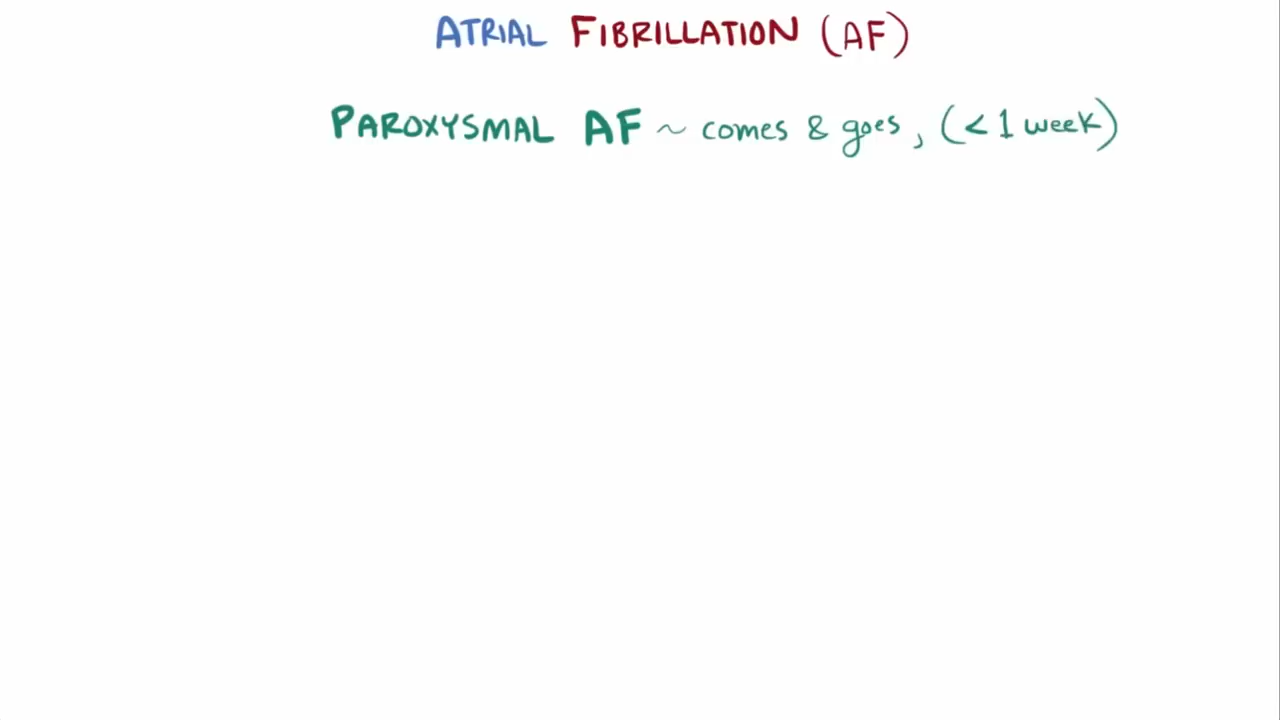 ATRIAL FIBRILLATION (AF)
PAROXYSMAL AF ~ comes & goes, (< 1 week)